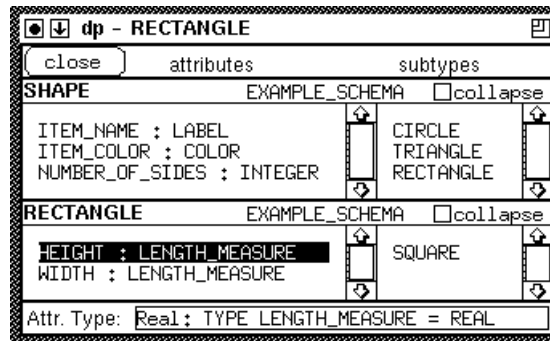 dp - RECTANGLE
close attributes subtypes
SHAPE EXAMPLE_SCHEMA collapse
ITEM_NAME : LABEL
ITEM_COLOR : COLOR
NUMBER_OF_SIDES : INTEGER
CIRCLE
TRIANGLE
RECTANGLE
RECTANGLE EXAMPLE_SCHEMA collapse
HEIGHT : LENGTH_MEASURE
WIDTH : LENGTH_MEASURE
SQUARE
Attr. Type: Real: TYPE LENGTH_MEASURE = REAL